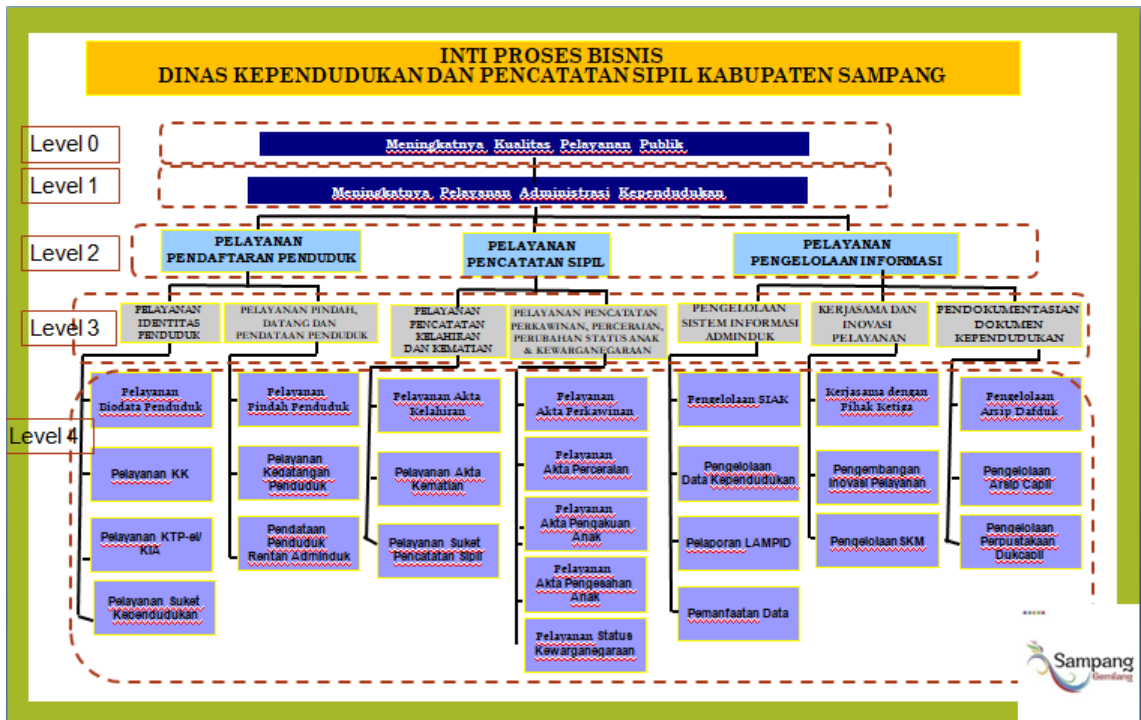 INTI PROSES BISNIS
DINAS KEPENDUDUKAN DAN PENCATATAN SIPIL KABUPATEN SAMPANG
Level 0
Meningkatnya Kualitas Pelayanan Publik
Level 1
Meningkatnya Pelayanan Administrasi Kependudukan
Level 2
PELAYANAN
PENDAFTARAN PENDUDUK
PELAYANAN
PENCATATAN SIPIL
PELAYANAN
PENGELOLAAN INFORMASI
Level 3
PELAYANAN
IDENTITAS
PENDUDUK
PELAYANAN PINDAH,
DATANG DAN
PENDATAAN PENDUDUK
PELAYANAN
PENCATATAN
KELAHIRAN
DAN KEMATIAN
PELAYANAN PENCATATAN
PERKAWINAN, PERCERAIAN,
PERUBAHAN STATUS ANAK
& KEWARGANEGARAAN
PENGELOLAAN
SISTEM INFORMASI
ADMINDUK
KERJASAMA DAN
INOVASI
PELAYANAN
PENDOKUMENTASIAN
DOKUMEN
KEPENDUDUKAN
Level 4
Pelayanan
Biodata Penduduk
Pelayanan KK
Pelayanan KTP-el/
KIA
Pelayanan Suket
Kependudukan
Pelayanan
Pindah Penduduk
Pelayanan
Kedatangan
Penduduk
Pendataan
Penduduk
Rentan Adminduk
Pelayanan Akta
Kelahiran
Pelayanan Akta
Kematian
Pelayanan Suket
Pencatatan Sipil
Pelayanan
Akta Perkawinan
Pelayanan
Akta Perceraian
Pelayanan
Akta Pengakuan
Anak
Pelayanan
Akta Pengesahan
Anak
Pelayanan Status
Kewarganegaraan
Pengelolaan SIAK
Pengelolaan
Data Kependudukan
Pelaporan LAMPID
Pemanfaatan Data
Kerjasama dengan
Pihak Ketiga
Pengembangan
Inovasi Pelayanan
Pengelolaan SKM
Pengelolaan
Arsip Dafduk
Pengelolaan
Arsip Capil
Pengelolaan
Perpustakaan
Dukcapil
Sampang
Gemilang